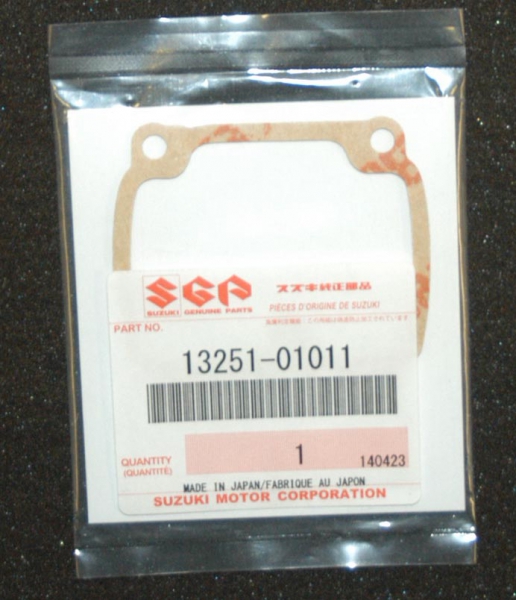 SGP
SUZUKI GENUINE PARTS
スズキ純正部品
PIÈCES D'ORIGINE DE SUZUKI
PART NO.
13251-01011
QUANTITY
(QUANTITÉ)
1
140423
MADE IN JAPAN/FABRIQUE AU JAPON
SUZUKI MOTOR CORPORATION